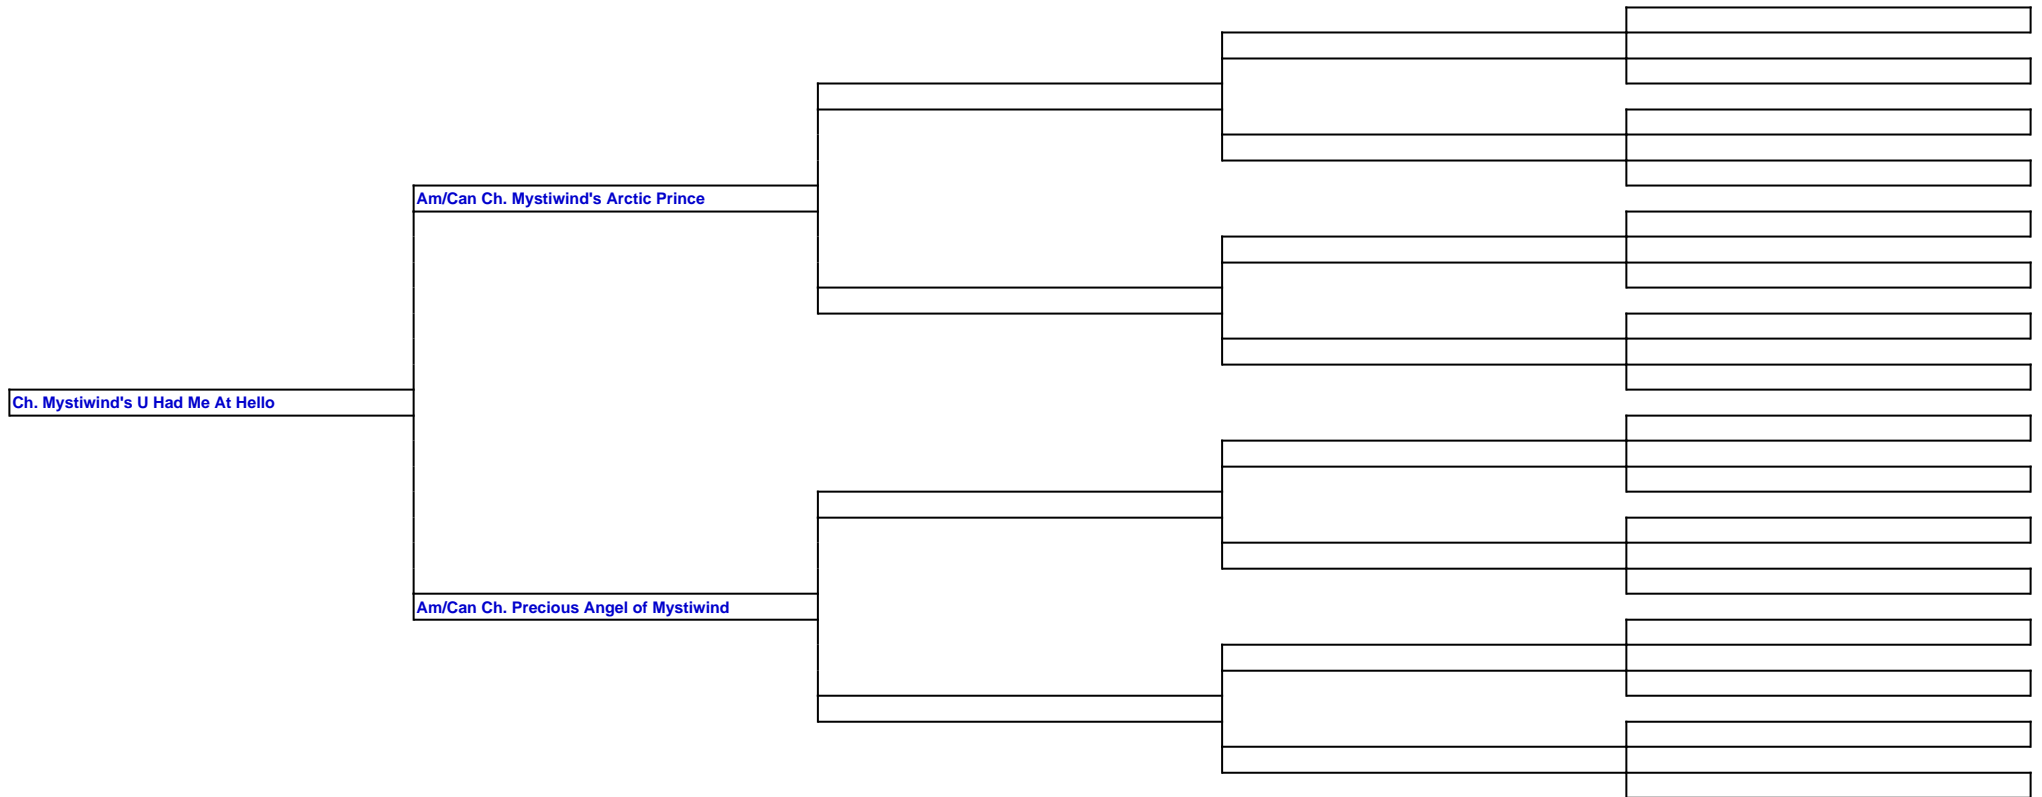 Am/Can Ch. Mystiwind's Arctic Prince
Ch. Mystiwind's U Had Me At Hello
Am/Can Ch. Precious Angel of Mystiwind